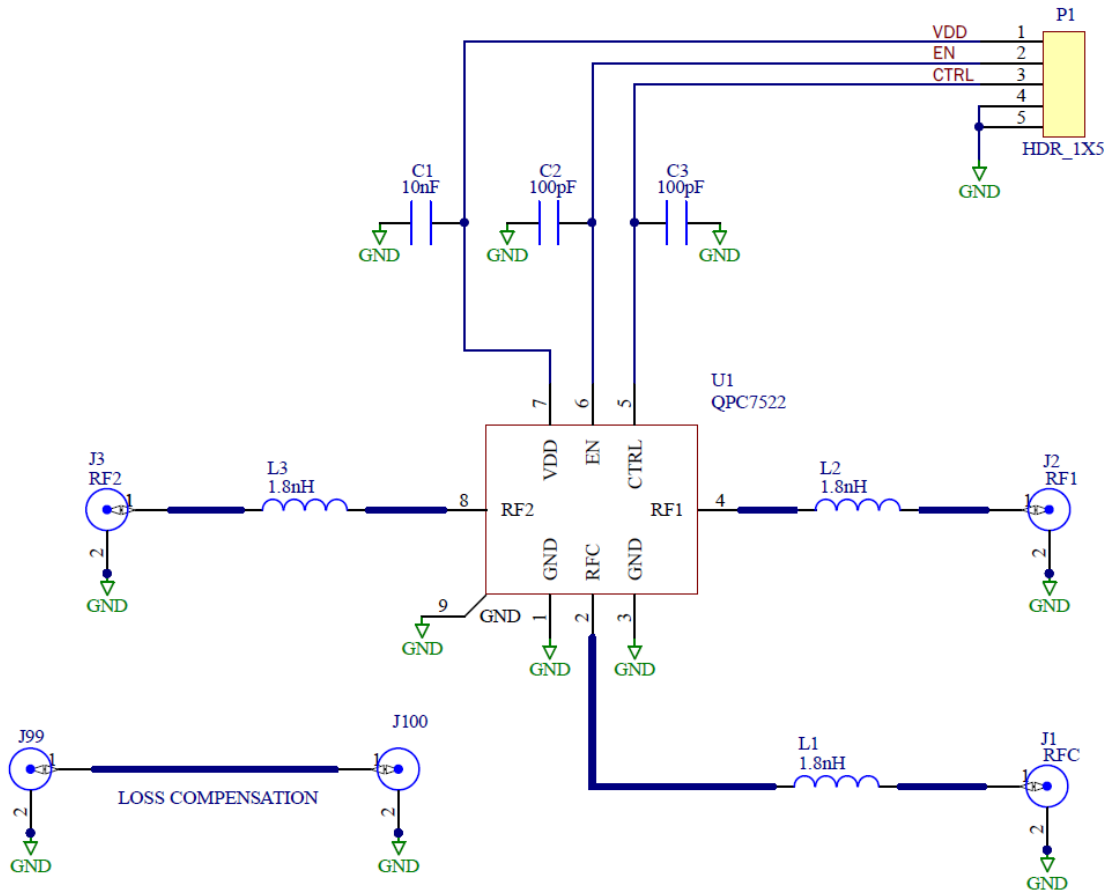 P1
VDD 1
EN 2
CTRL 3
4
5
HDR_1X5
GND
C1
10nF
C2
100pF
C3
100pF
GND
GND
GND
U1
QPC7522
7
6
5
VDD
EN
CTRL
J3
RF2
1
2
GND
L3
1.8nH
8
RF2
RF1
4
L2
1.8nH
J2
RF1
1
2
GND
GND
RFC
GND
9
GND
GND
1
2
3
GND
GND
J99
1
2
GND
LOSS COMPENSATION
J100
1
2
GND
L1
1.8nH
J1
RFC
1
2
GND